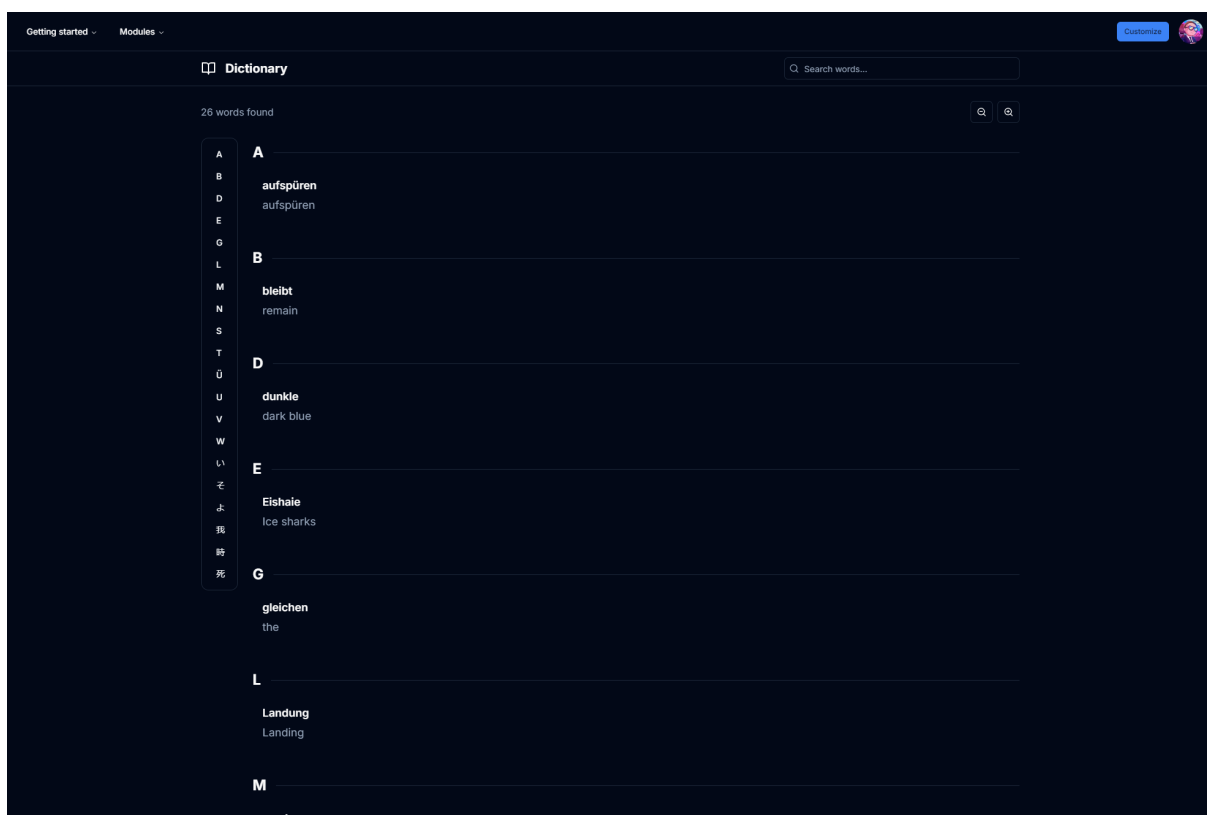 Getting started Modules Customize
Dictionary Search words...
26 words found
A
B
D
E
G
L
M
N
S
T
Ü
U
V
W
い
そ
よ
我
時
死
A
aufspüren
aufspüren
B
bleibt
remain
D
dunkle
dark blue
E
Eishaie
Ice sharks
G
gleichen
the
L
Landung
Landing
M